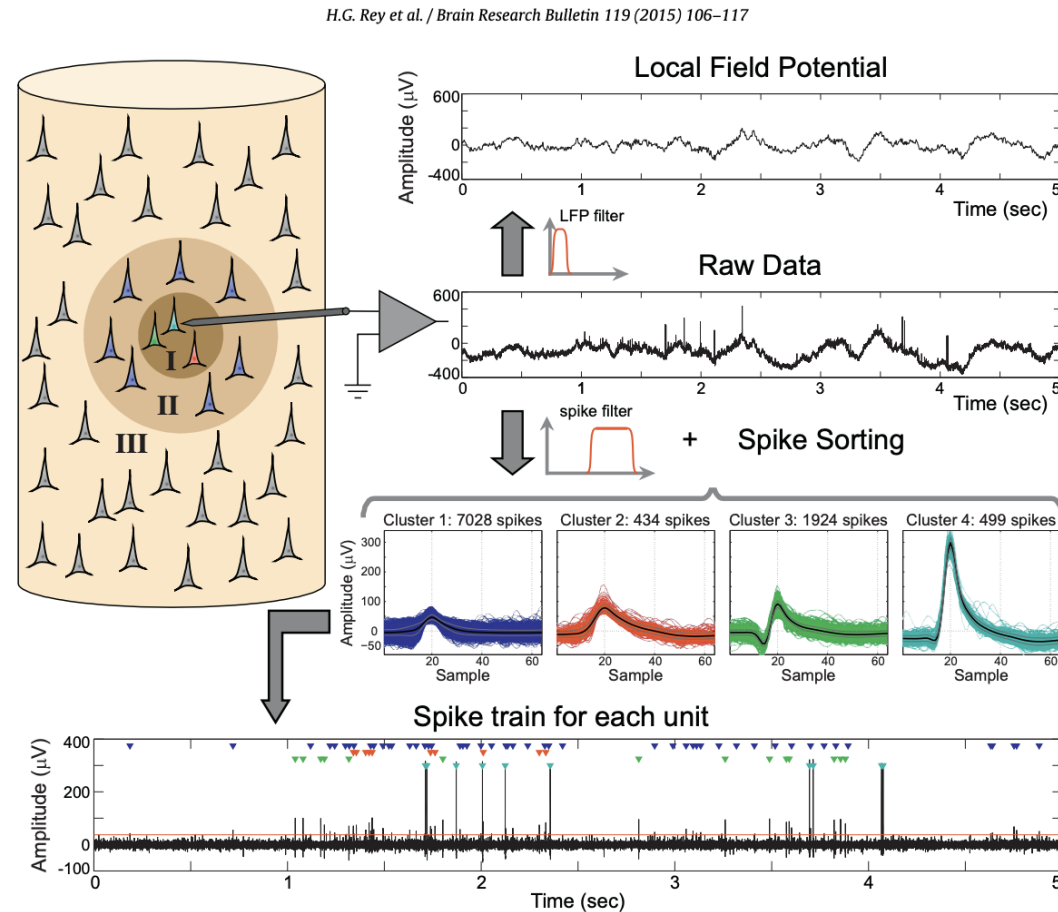 H.G. Rey et al. / Brain Research Bulletin 119 (2015) 106–117
Local Field Potential
Amplitude (µV)
600
0
-400
0 1 2 3 4 5
Time (sec)
LFP filter
Raw Data
600
0
-400
0 1 2 3 4 5
Time (sec)
I
II
III
spike filter
+ Spike Sorting
Cluster 1: 7028 spikes Cluster 2: 434 spikes Cluster 3: 1924 spikes Cluster 4: 499 spikes
Amplitude (µV)
300
200
100
0
−50
20 40 60 20 40 60 20 40 60 20 40 60
Sample Sample Sample Sample
Spike train for each unit
Amplitude (µV)
400
200
0
-100
0 1 2 3 4 5
Time (sec)